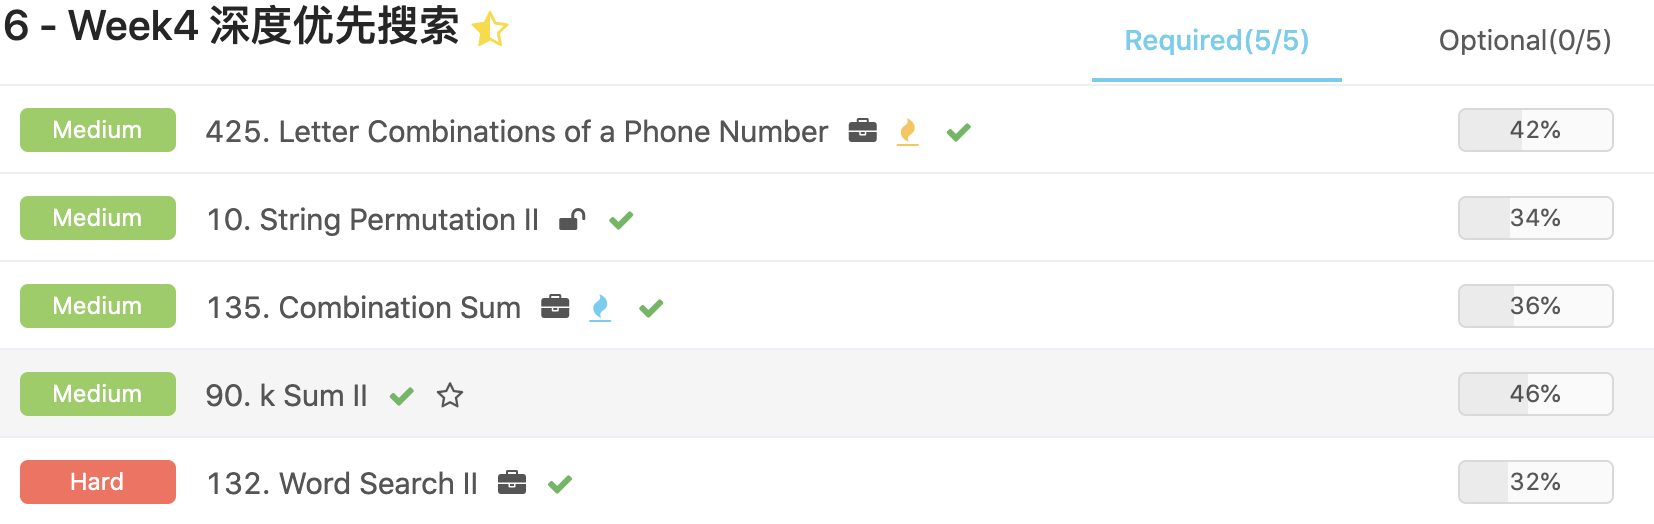 6 - Week4 深度优先搜索
Required(5/5) Optional(0/5)
Medium 425. Letter Combinations of a Phone Number 42%
Medium 10. String Permutation II 34%
Medium 135. Combination Sum 36%
Medium 90. k Sum II 46%
Hard 132. Word Search II 32%